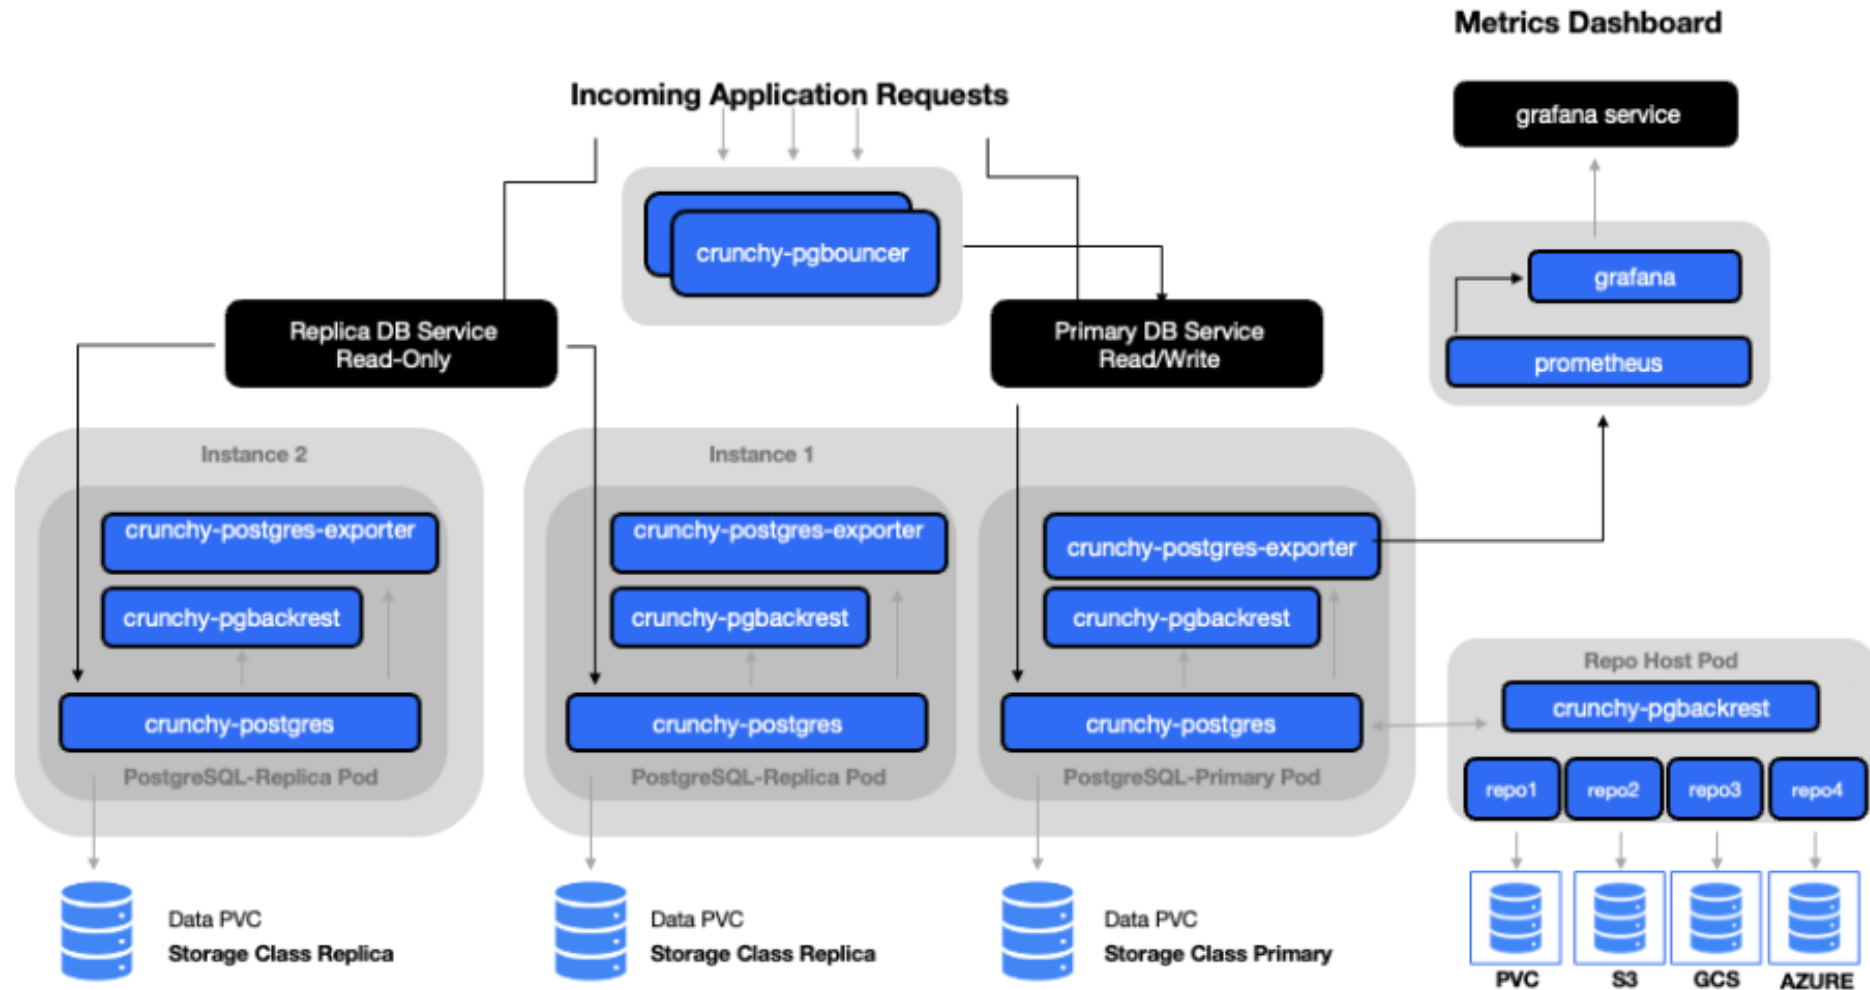 Metrics Dashboard
Incoming Application Requests
grafana service
crunchy-pgbouncer
grafana
prometheus
Replica DB Service
Read-Only
Primary DB Service
Read/Write
Instance 2
crunchy-postgres-exporter
crunchy-pgbackrest
crunchy-postgres
PostgreSQL-Replica Pod
Instance 1
crunchy-postgres-exporter
crunchy-pgbackrest
crunchy-postgres
PostgreSQL-Replica Pod
crunchy-postgres-exporter
crunchy-pgbackrest
crunchy-postgres
PostgreSQL-Primary Pod
Repo Host Pod
crunchy-pgbackrest
repo1
repo2
repo3
repo4
Data PVC
Storage Class Replica
Data PVC
Storage Class Replica
Data PVC
Storage Class Primary
PVC
S3
GCS
AZURE